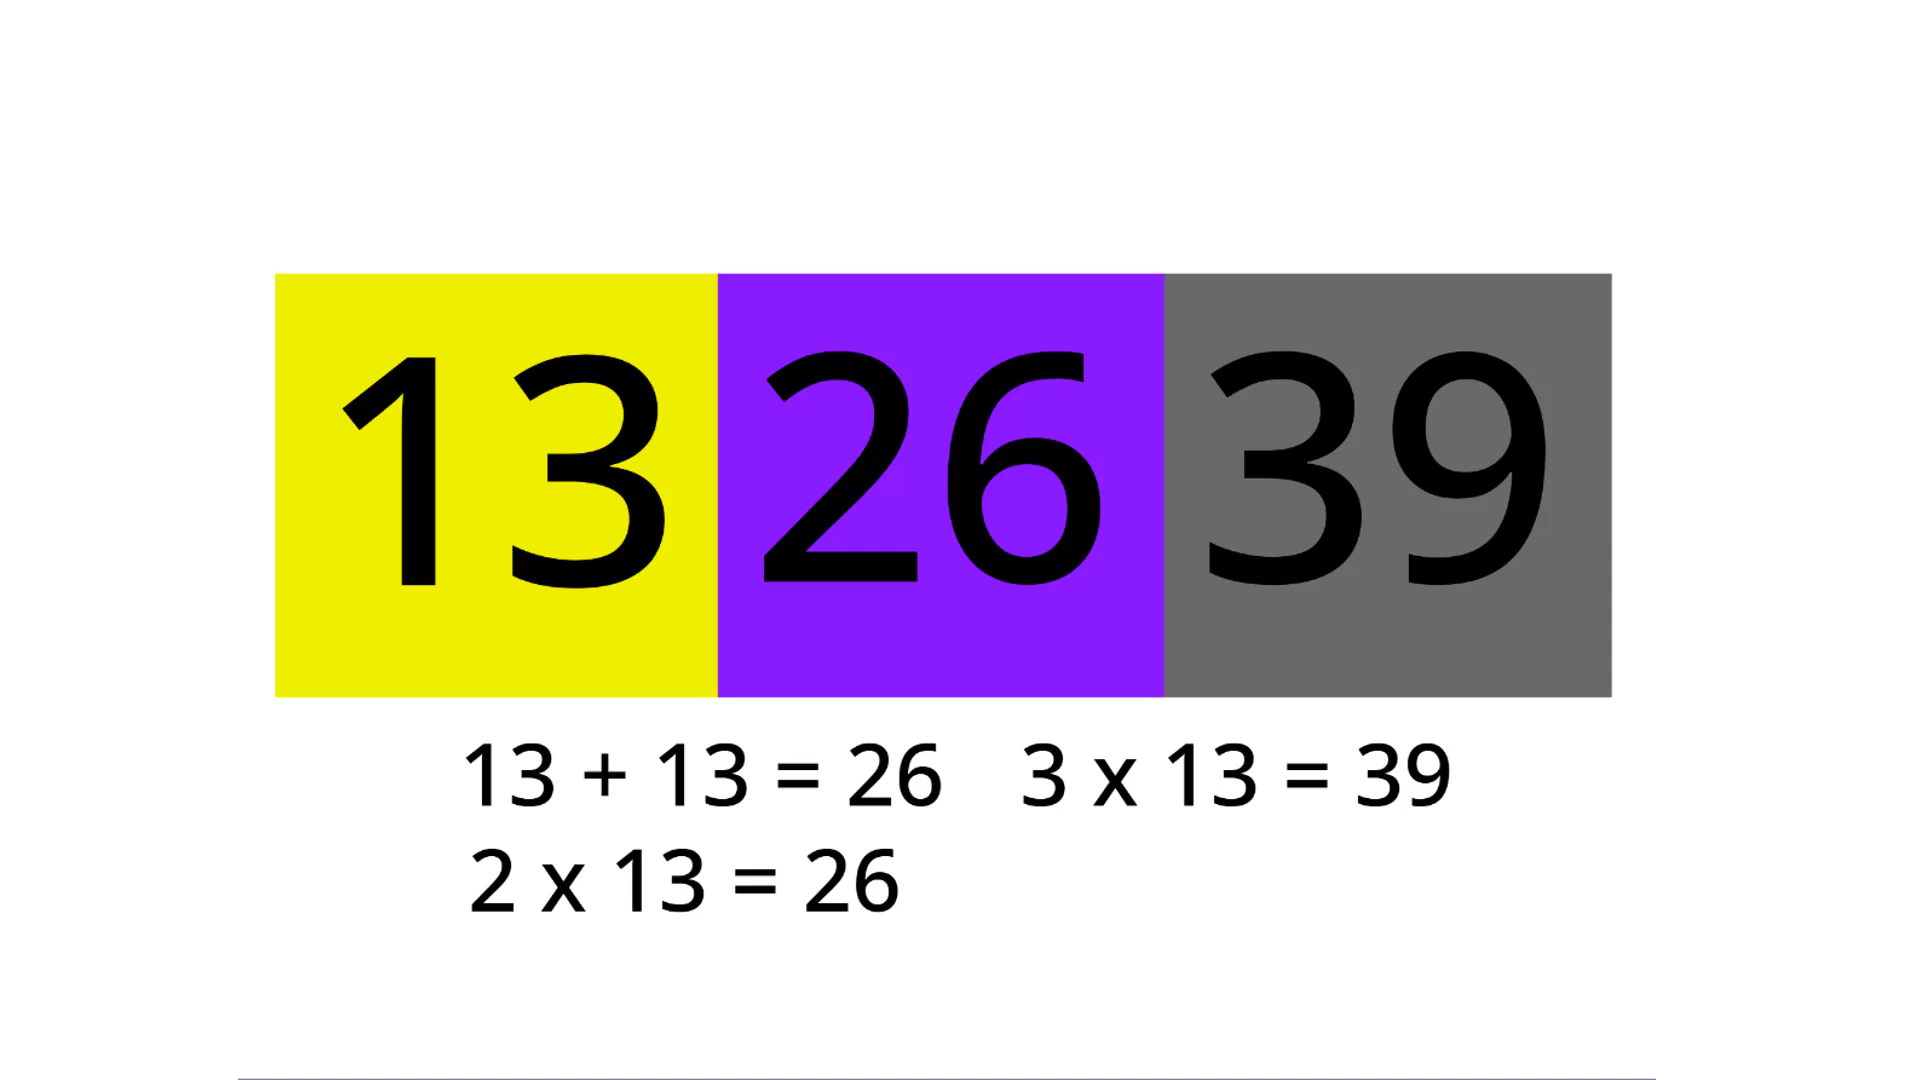 13 26 39
13 + 13 = 26 3 x 13 = 39
2 x 13 = 26